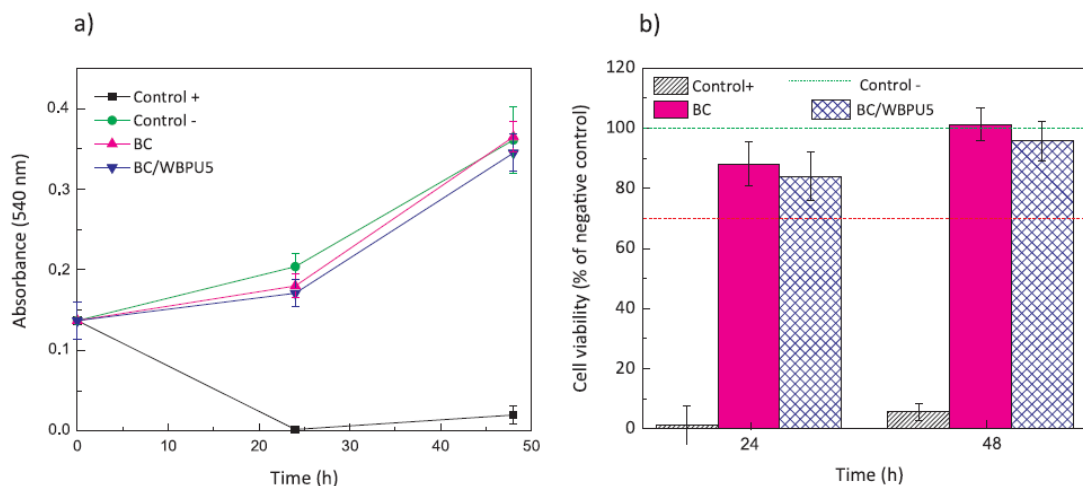 a)
Control +
Control -
BC
BC/WBPU5
0.4
0.3
0.2
0.1
0.0
Absorbance (540 nm)
0 10 20 30 40 50
Time (h)
b)
Control+
Control -
BC
BC/WBPU5
120
100
80
60
40
20
0
Cell viability (% of negative control)
24 48
Time (h)